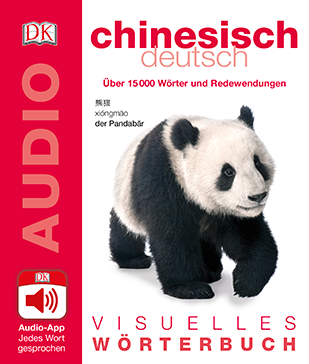 DK
chinesisch
deutsch
Über 15 000 Wörter und Redewendungen
熊猫
xióngmāo
der Pandabär
AUDIO
DK
Audio-App
Jedes Wort
gesprochen
VISUELLES
WÖRTERBUCH